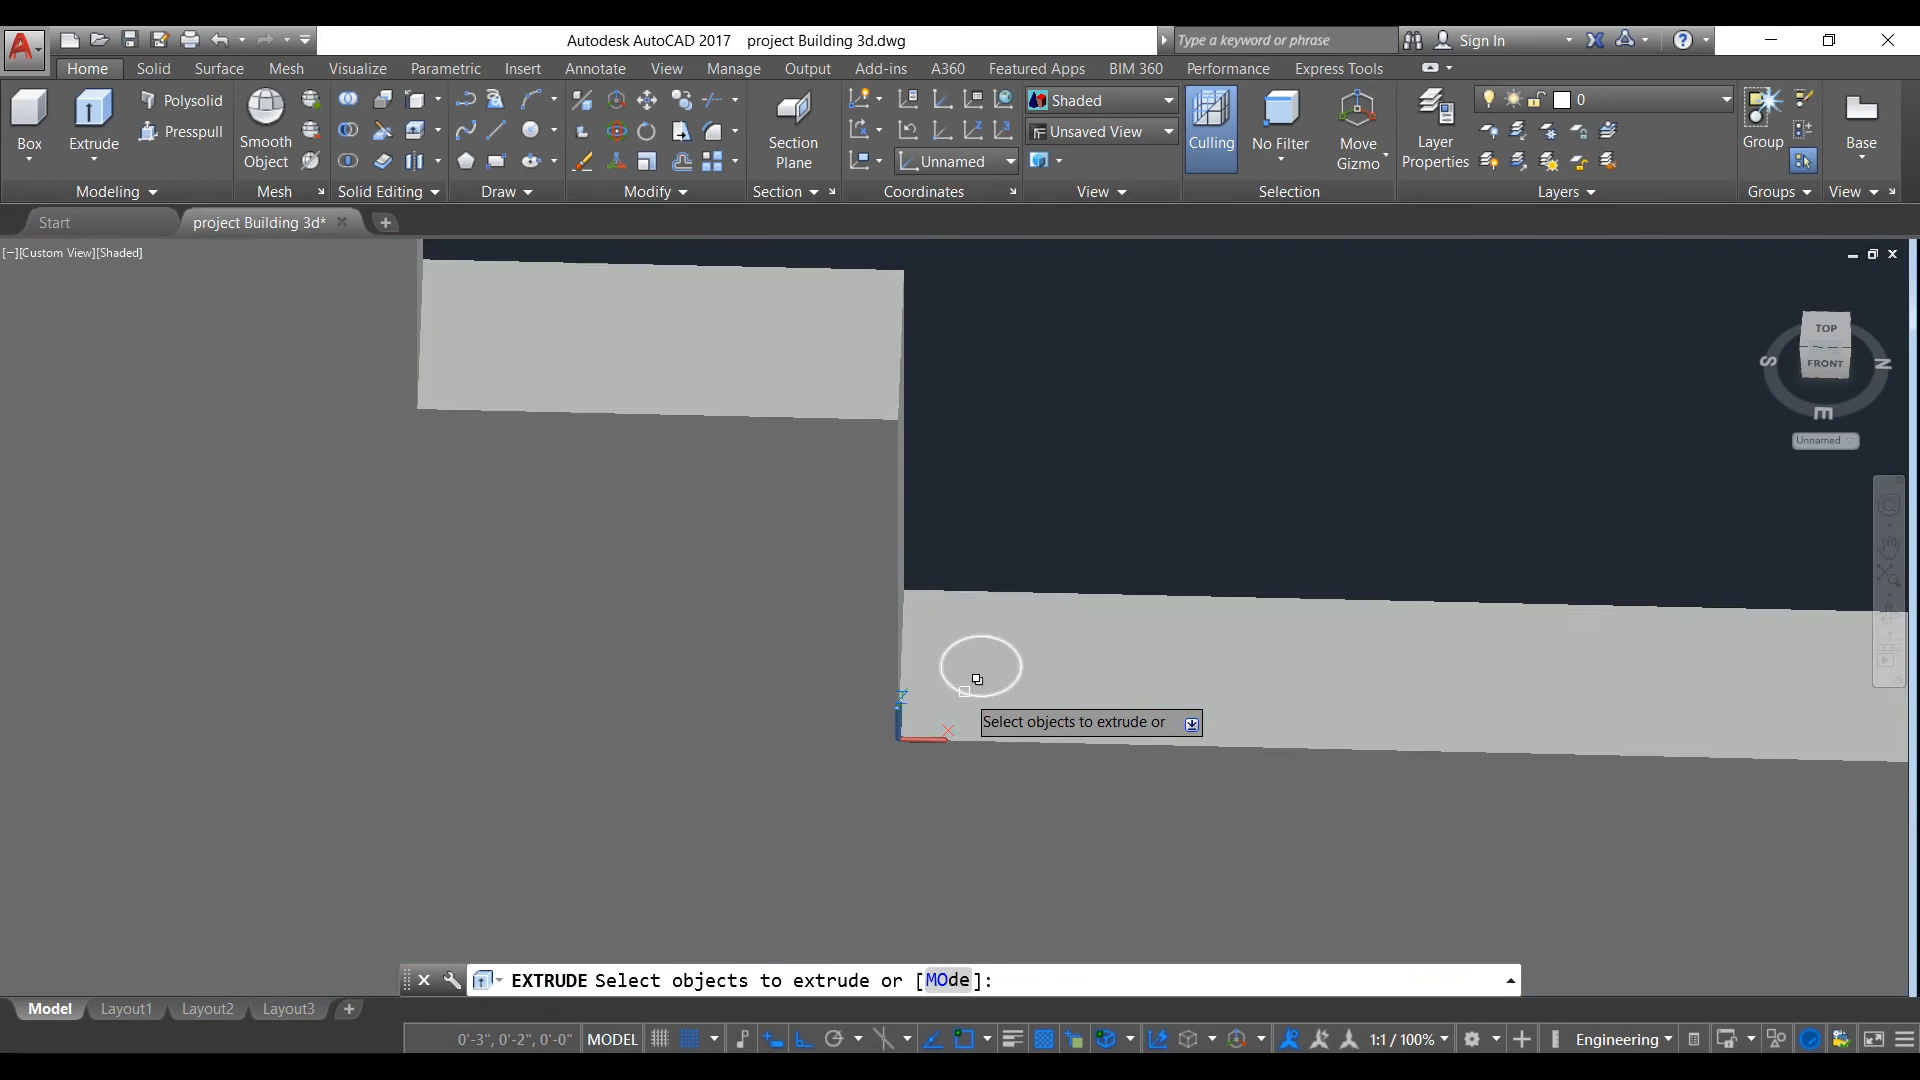 Autodesk AutoCAD 2017 project Building 3d.dwg
Type a keyword or phrase
Sign In
Home Solid Surface Mesh Visualize Parametric Insert Annotate View Manage Output Add-ins A360 Featured Apps BIM 360 Performance Express Tools
Box
Extrude
Polysolid
Presspull
Smooth
Object
Section
Plane
Unnamed
Shaded
Unsaved View
Culling
No Filter
Move
Gizmo
Layer
Properties
0
Group
Base
Modeling Mesh Solid Editing Draw Modify Section Coordinates View Selection Layers Groups View
Start project Building 3d*
[−][Custom View][Shaded]
TOP
FRONT
S
N
E
Unnamed
Z
X
Select objects to extrude or
EXTRUDE Select objects to extrude or [MOde]:
Model Layout1 Layout2 Layout3
0'-3", 0'-2", 0'-0" MODEL 1:1 / 100% Engineering